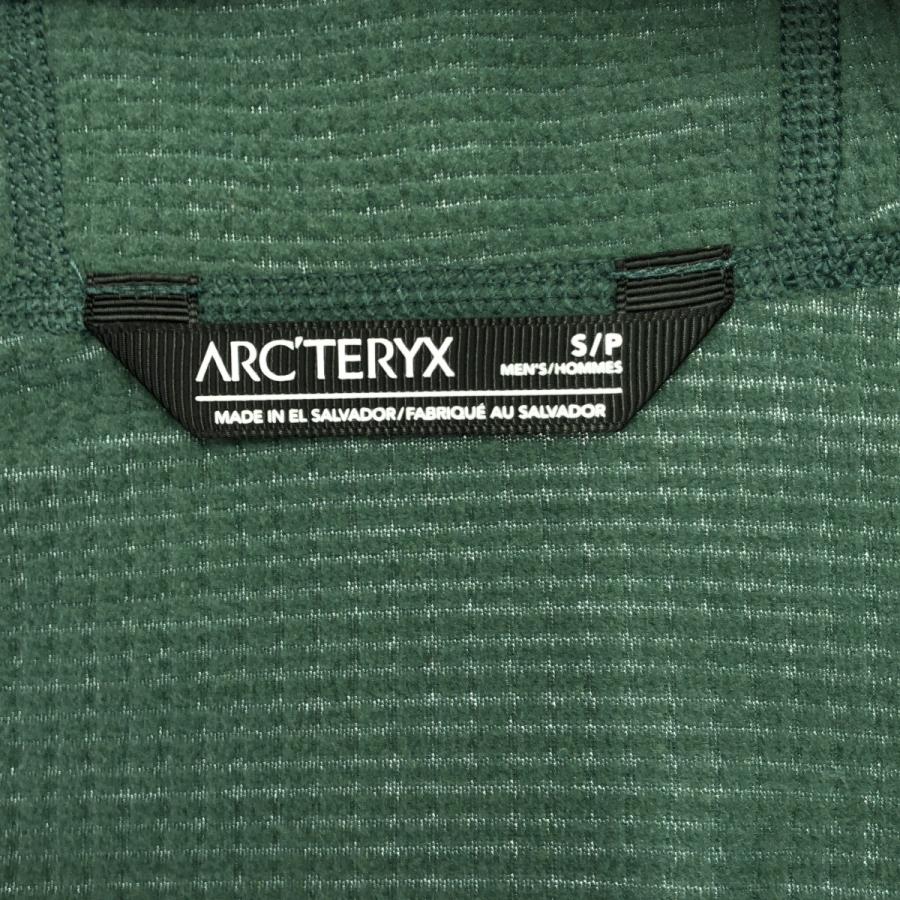 ARC'TERYX
S/P
MEN'S/HOMMES
MADE IN EL SALVADOR/FABRIQUÉ AU SALVADOR